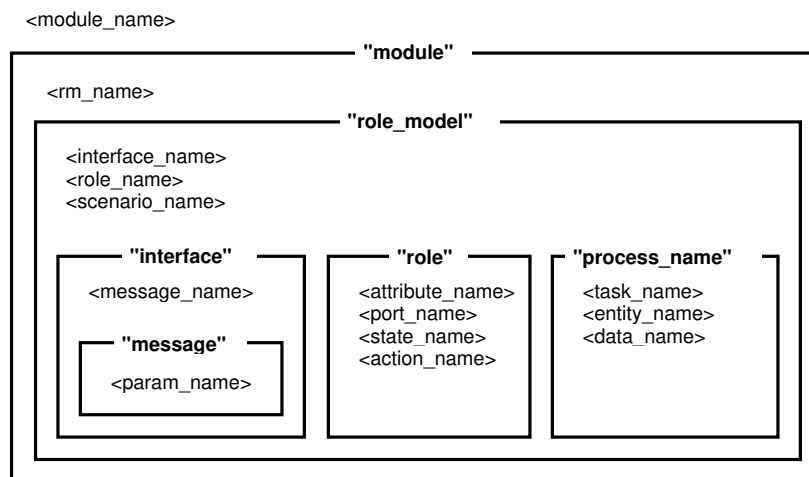 <module_name>
"module"
<rm_name>
"role_model"
<interface_name>
<role_name>
<scenario_name>
"interface"
<message_name>
"message"
<param_name>
"role"
<attribute_name>
<port_name>
<state_name>
<action_name>
"process_name"
<task_name>
<entity_name>
<data_name>